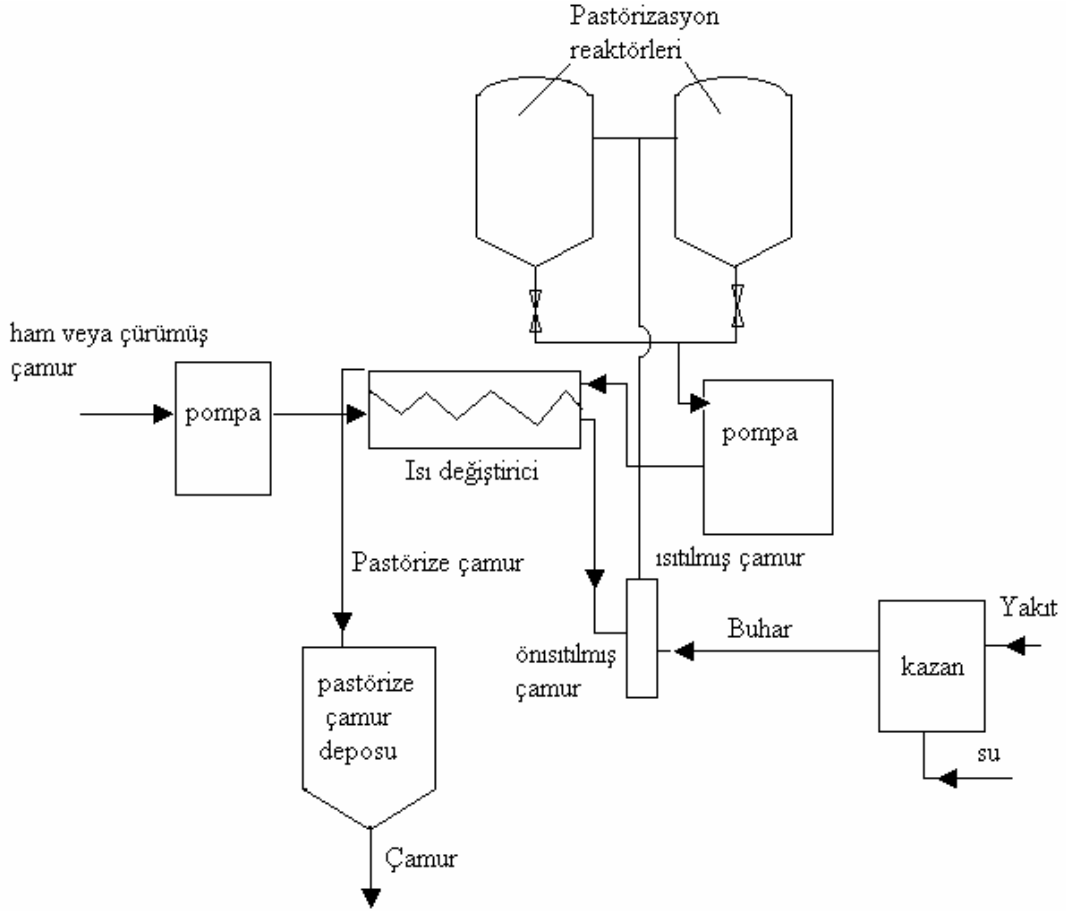 Pastörizasyon
reaktörleri
ham veya çürümüş
çamur
pompa
pompa
Isı değiştirici
Pastörize çamur
ısıtılmış çamur
Yakıt
Buhar
önısıtılmış
çamur
kazan
pastörize
çamur
deposu
su
Çamur